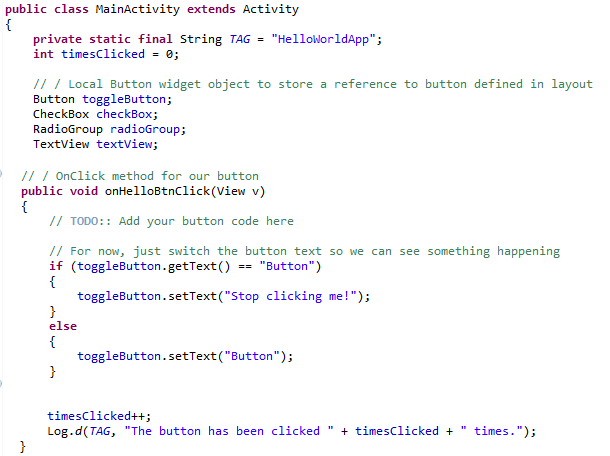 public class MainActivity extends Activity
{
    private static final String TAG = "HelloWorldApp";
    int timesClicked = 0;

    // / Local Button widget object to store a reference to button defined in layout
    Button toggleButton;
    CheckBox checkBox;
    RadioGroup radioGroup;
    TextView textView;

  // / OnClick method for our button
  public void onHelloBtnClick(View v)
  {
      // TODO:: Add your button code here

      // For now, just switch the button text so we can see something happening
      if (toggleButton.getText() == "Button")
      {
          toggleButton.setText("Stop clicking me!");
      }
      else
      {
          toggleButton.setText("Button");
      }


      timesClicked++;
      Log.d(TAG, "The button has been clicked " + timesClicked + " times.");
  }